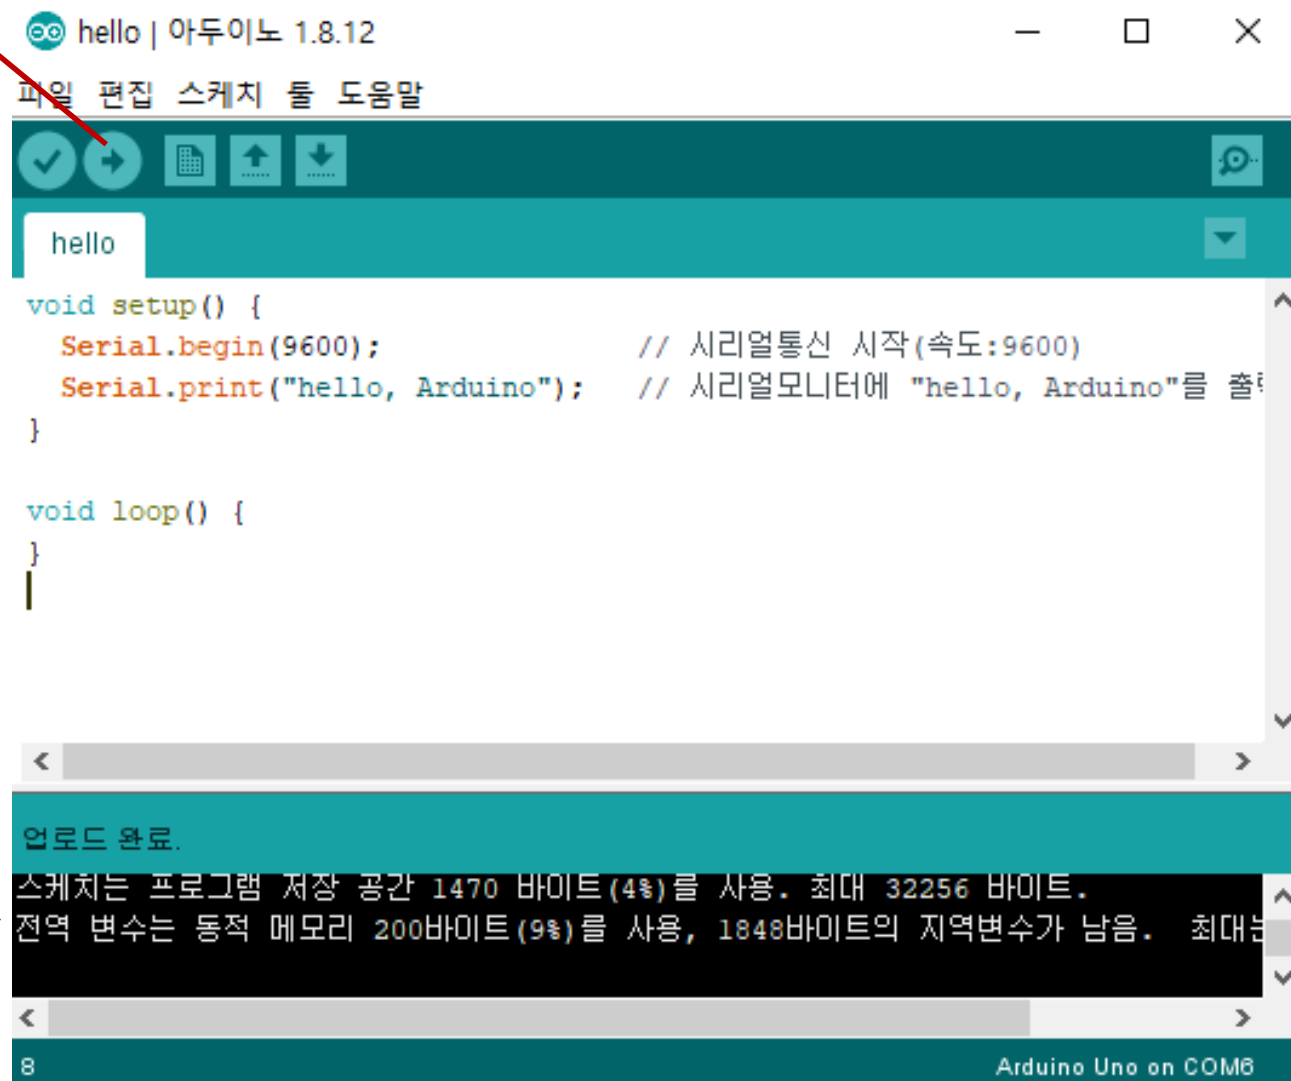 hello | 아두이노 1.8.12
파일 편집 스케치 툴 도움말
hello
void setup() {
  Serial.begin(9600);               // 시리얼통신 시작(속도:9600)
  Serial.print("hello, Arduino");   // 시리얼모니터에 "hello, Arduino"를
}
void loop() {
}
업로드 완료.
스케치는 프로그램 저장 공간 1470 바이트(4%)를 사용. 최대 32256 바이트.
전역 변수는 동적 메모리 200바이트(9%)를 사용, 1848바이트의 지역변수가 남음.
8
Arduino Uno on COM6